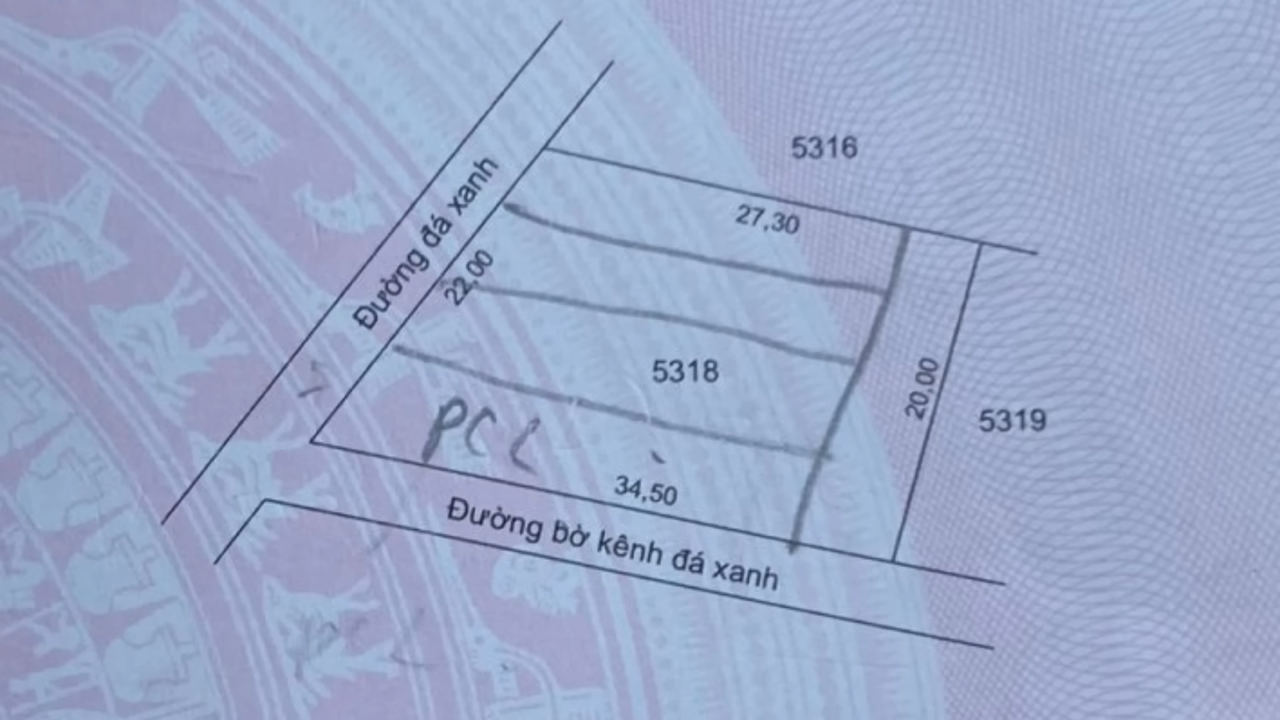 5316
27,30
Đường đá xanh
22,00
5318
20,00
5319
PCL
34,50
Đường bờ kênh đá xanh